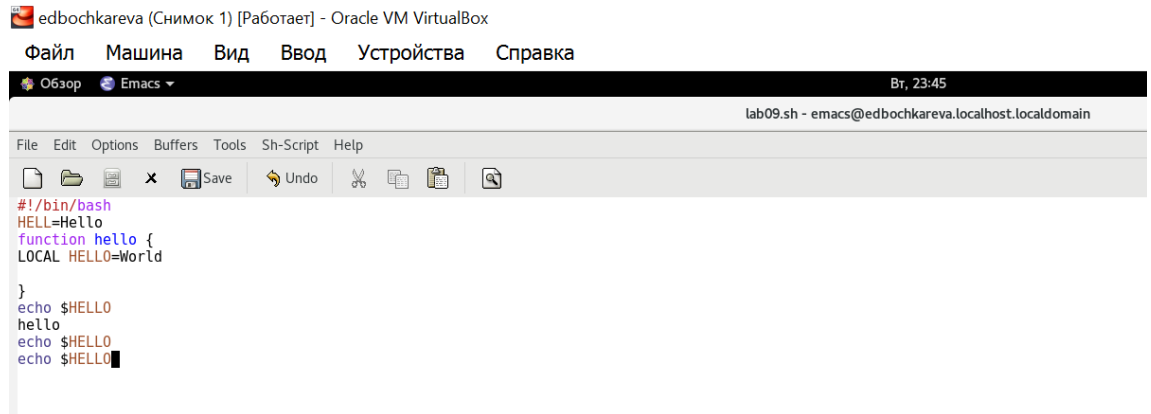 edbochkareva (Снимок 1) [Работает] - Oracle VM VirtualBox
Файл Машина Вид Ввод Устройства Справка
Обзор Emacs Вт, 23:45
lab09.sh - emacs@edbochkareva.localhost.localdomain
File Edit Options Buffers Tools Sh-Script Help
Save Undo
#!/bin/bash
HELL=Hello
function hello {
LOCAL HELLO=World
}
echo $HELLO
hello
echo $HELLO
echo $HELLO